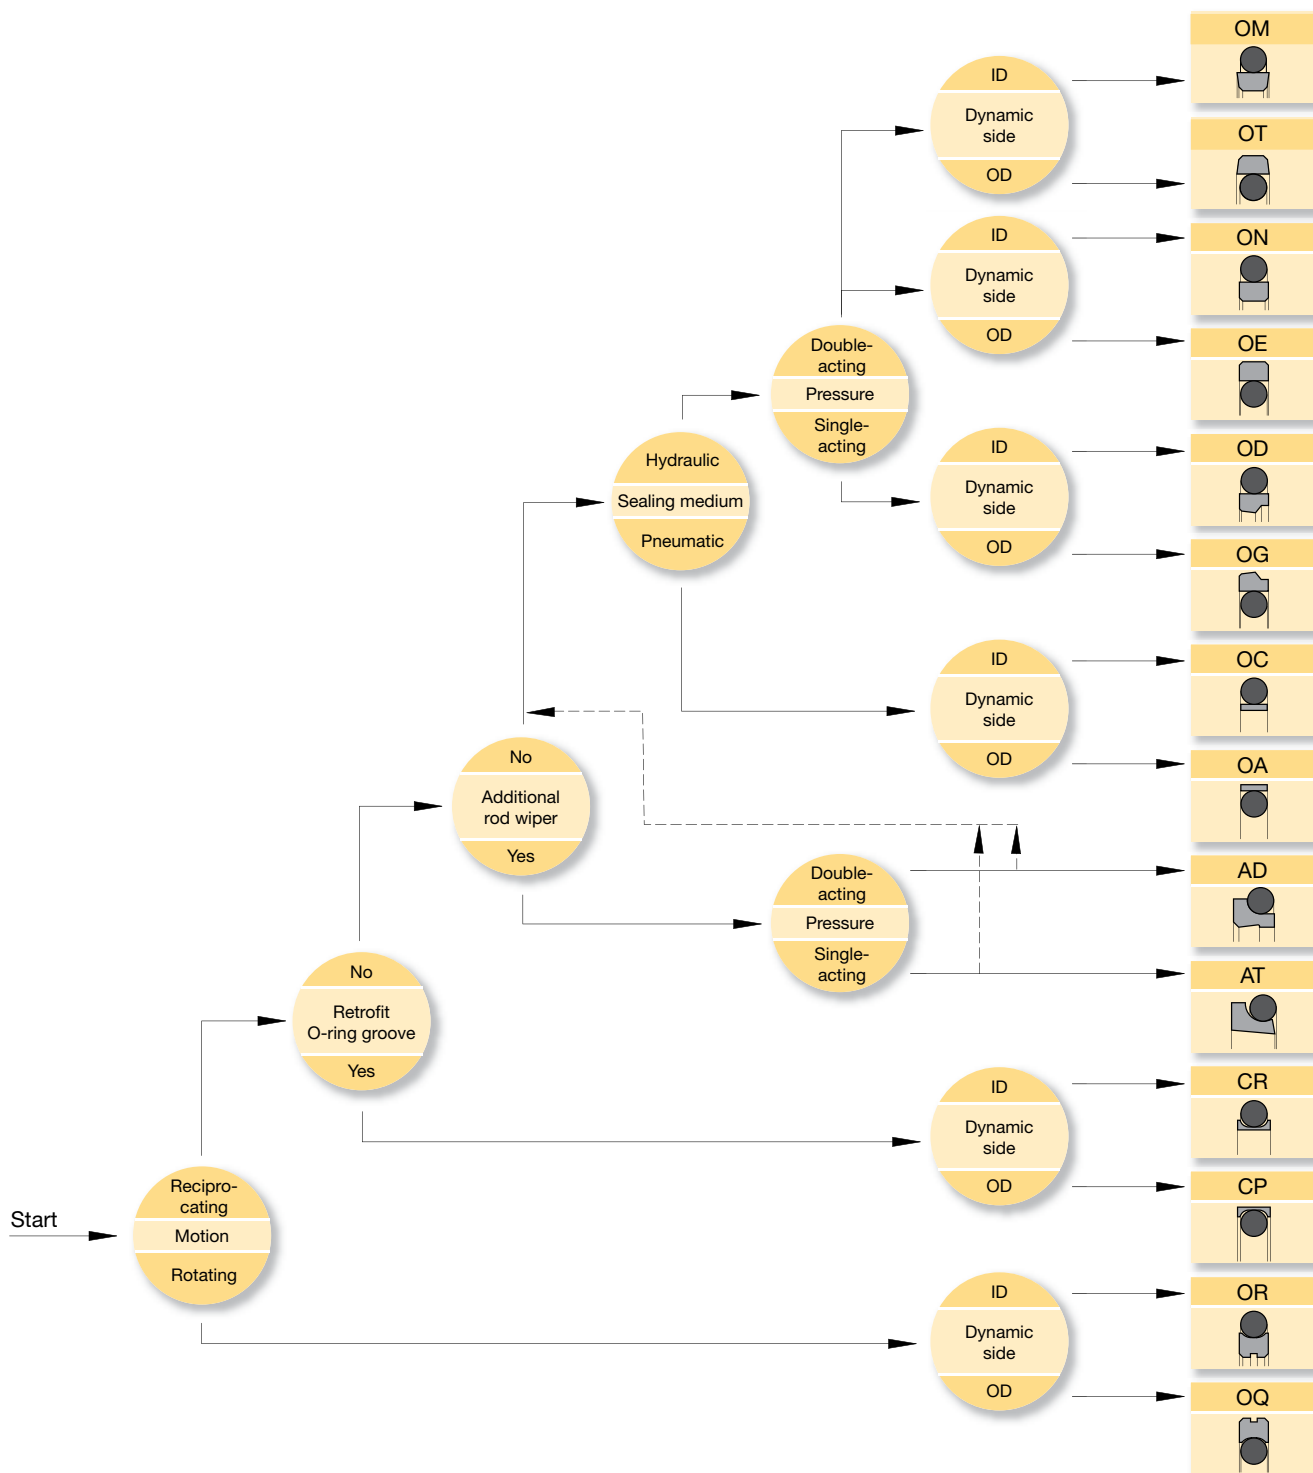 Start
Recipro-
cating
Motion
Rotating
No
Retrofit
O-ring groove
Yes
No
Additional
rod wiper
Yes
Hydraulic
Sealing medium
Pneumatic
Double-
acting
Pressure
Single-
acting
Double-
acting
Pressure
Single-
acting
ID
Dynamic
side
OD
ID
Dynamic
side
OD
ID
Dynamic
side
OD
ID
Dynamic
side
OD
ID
Dynamic
side
OD
ID
Dynamic
side
OD
OM
OT
ON
OE
OD
OG
OC
OA
AD
AT
CR
CP
OR
OQ